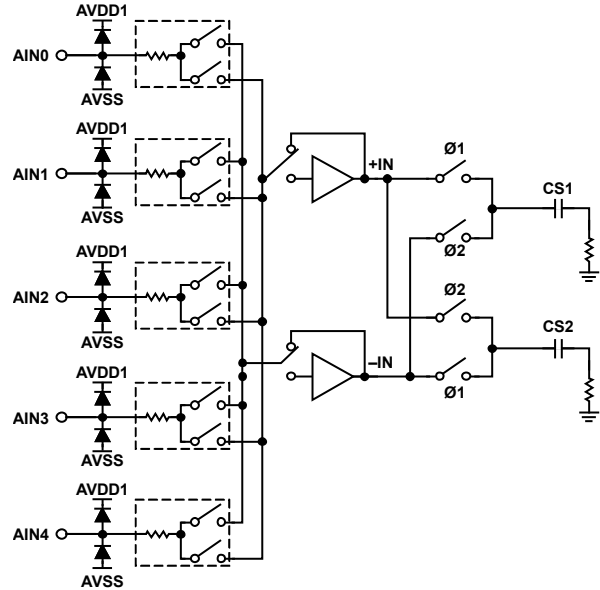 AVDD1
AIN0
AVSS
AVDD1
AIN1
AVSS
AVDD1
AIN2
AVSS
AVDD1
AIN3
AVSS
AVDD1
AIN4
AVSS
+IN
–IN
Ø1
Ø2
Ø2
Ø1
CS1
CS2